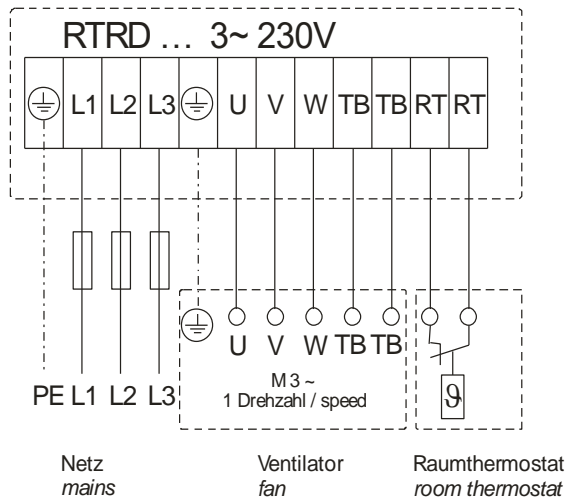 RTRD ... 3~ 230V
L1 L2 L3 U V W TB TB RT RT
U V W TB TB
M 3 ~
1 Drehzahl / speed
ϑ
PE L1 L2 L3
Netz Ventilator Raumthermostat
mains fan room thermostat